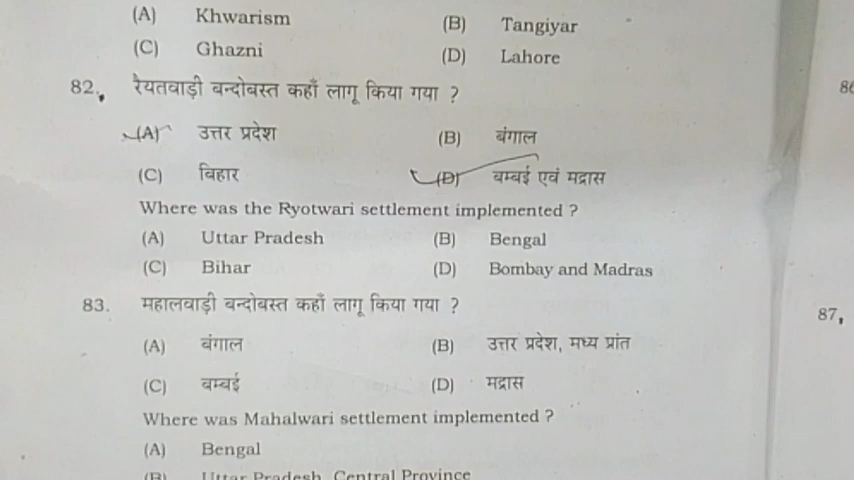 (A) Khwarism (B) Tangiyar
(C) Ghazni (D) Lahore
82. रैयतवाड़ी बन्दोबस्त कहाँ लागू किया गया ?
(A) उत्तर प्रदेश (B) बंगाल
(C) बिहार (D) बम्बई एवं मद्रास
Where was the Ryotwari settlement implemented ?
(A) Uttar Pradesh (B) Bengal
(C) Bihar (D) Bombay and Madras
83. महालवाड़ी बन्दोबस्त कहाँ लागू किया गया ?
(A) बंगाल (B) उत्तर प्रदेश, मध्य प्रांत
(C) बम्बई (D) मद्रास
Where was Mahalwari settlement implemented ?
(A) Bengal
(B) Uttar Pradesh, Central Province
87.